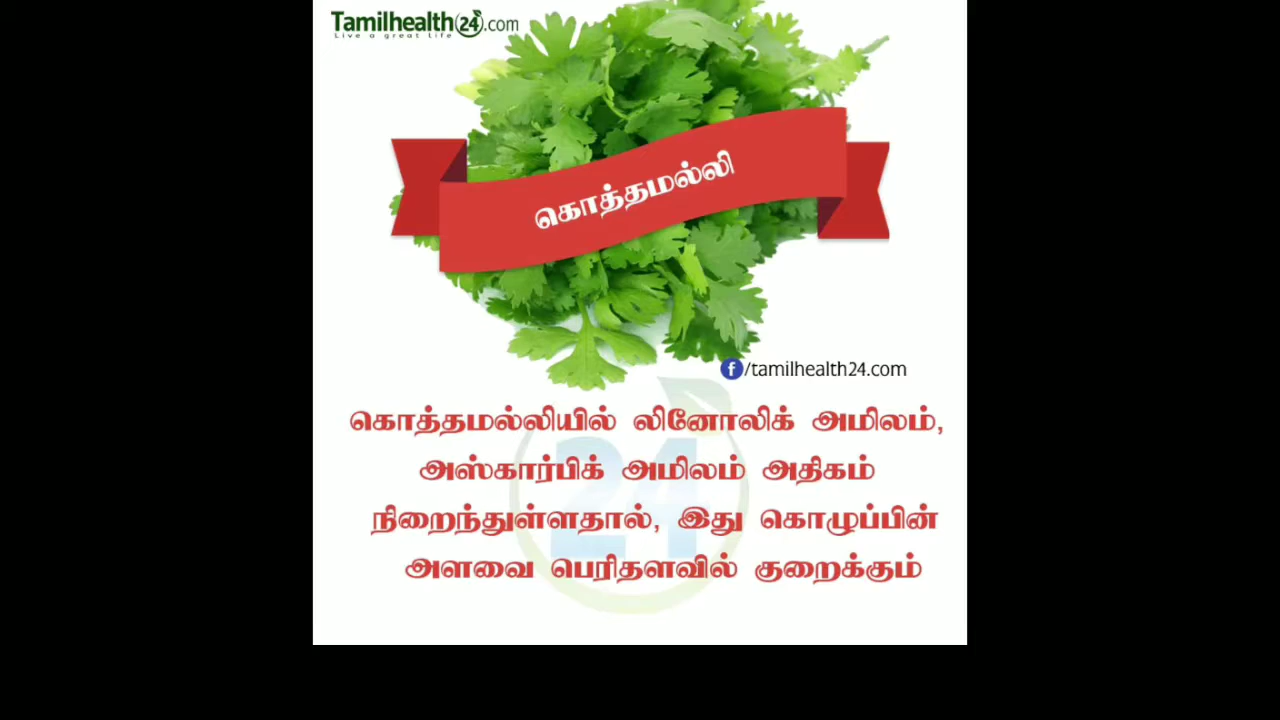 Tamilhealth24.com
Live a great life
கொத்தமல்லி
f/tamilhealth24.com
கொத்தமல்லியில் லினோலிக் அமிலம்,
அஸ்கார்பிக் அமிலம் அதிகம்
நிறைந்துள்ளதால், இது கொழுப்பின்
அளவை பெரிதளவில் குறைக்கும்
24